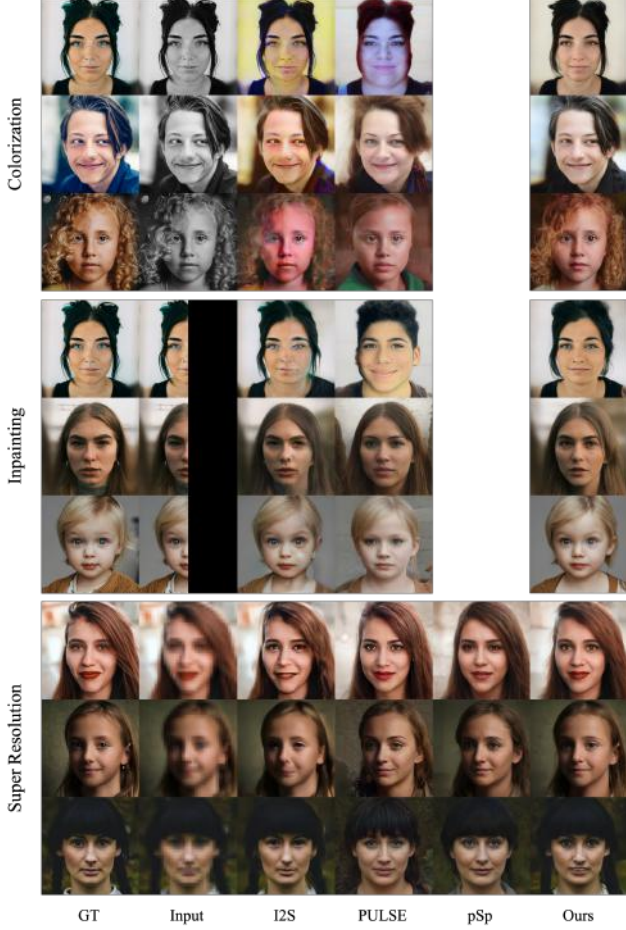 Colorization
Inpainting
Super Resolution
GT Input I2S PULSE pSp Ours